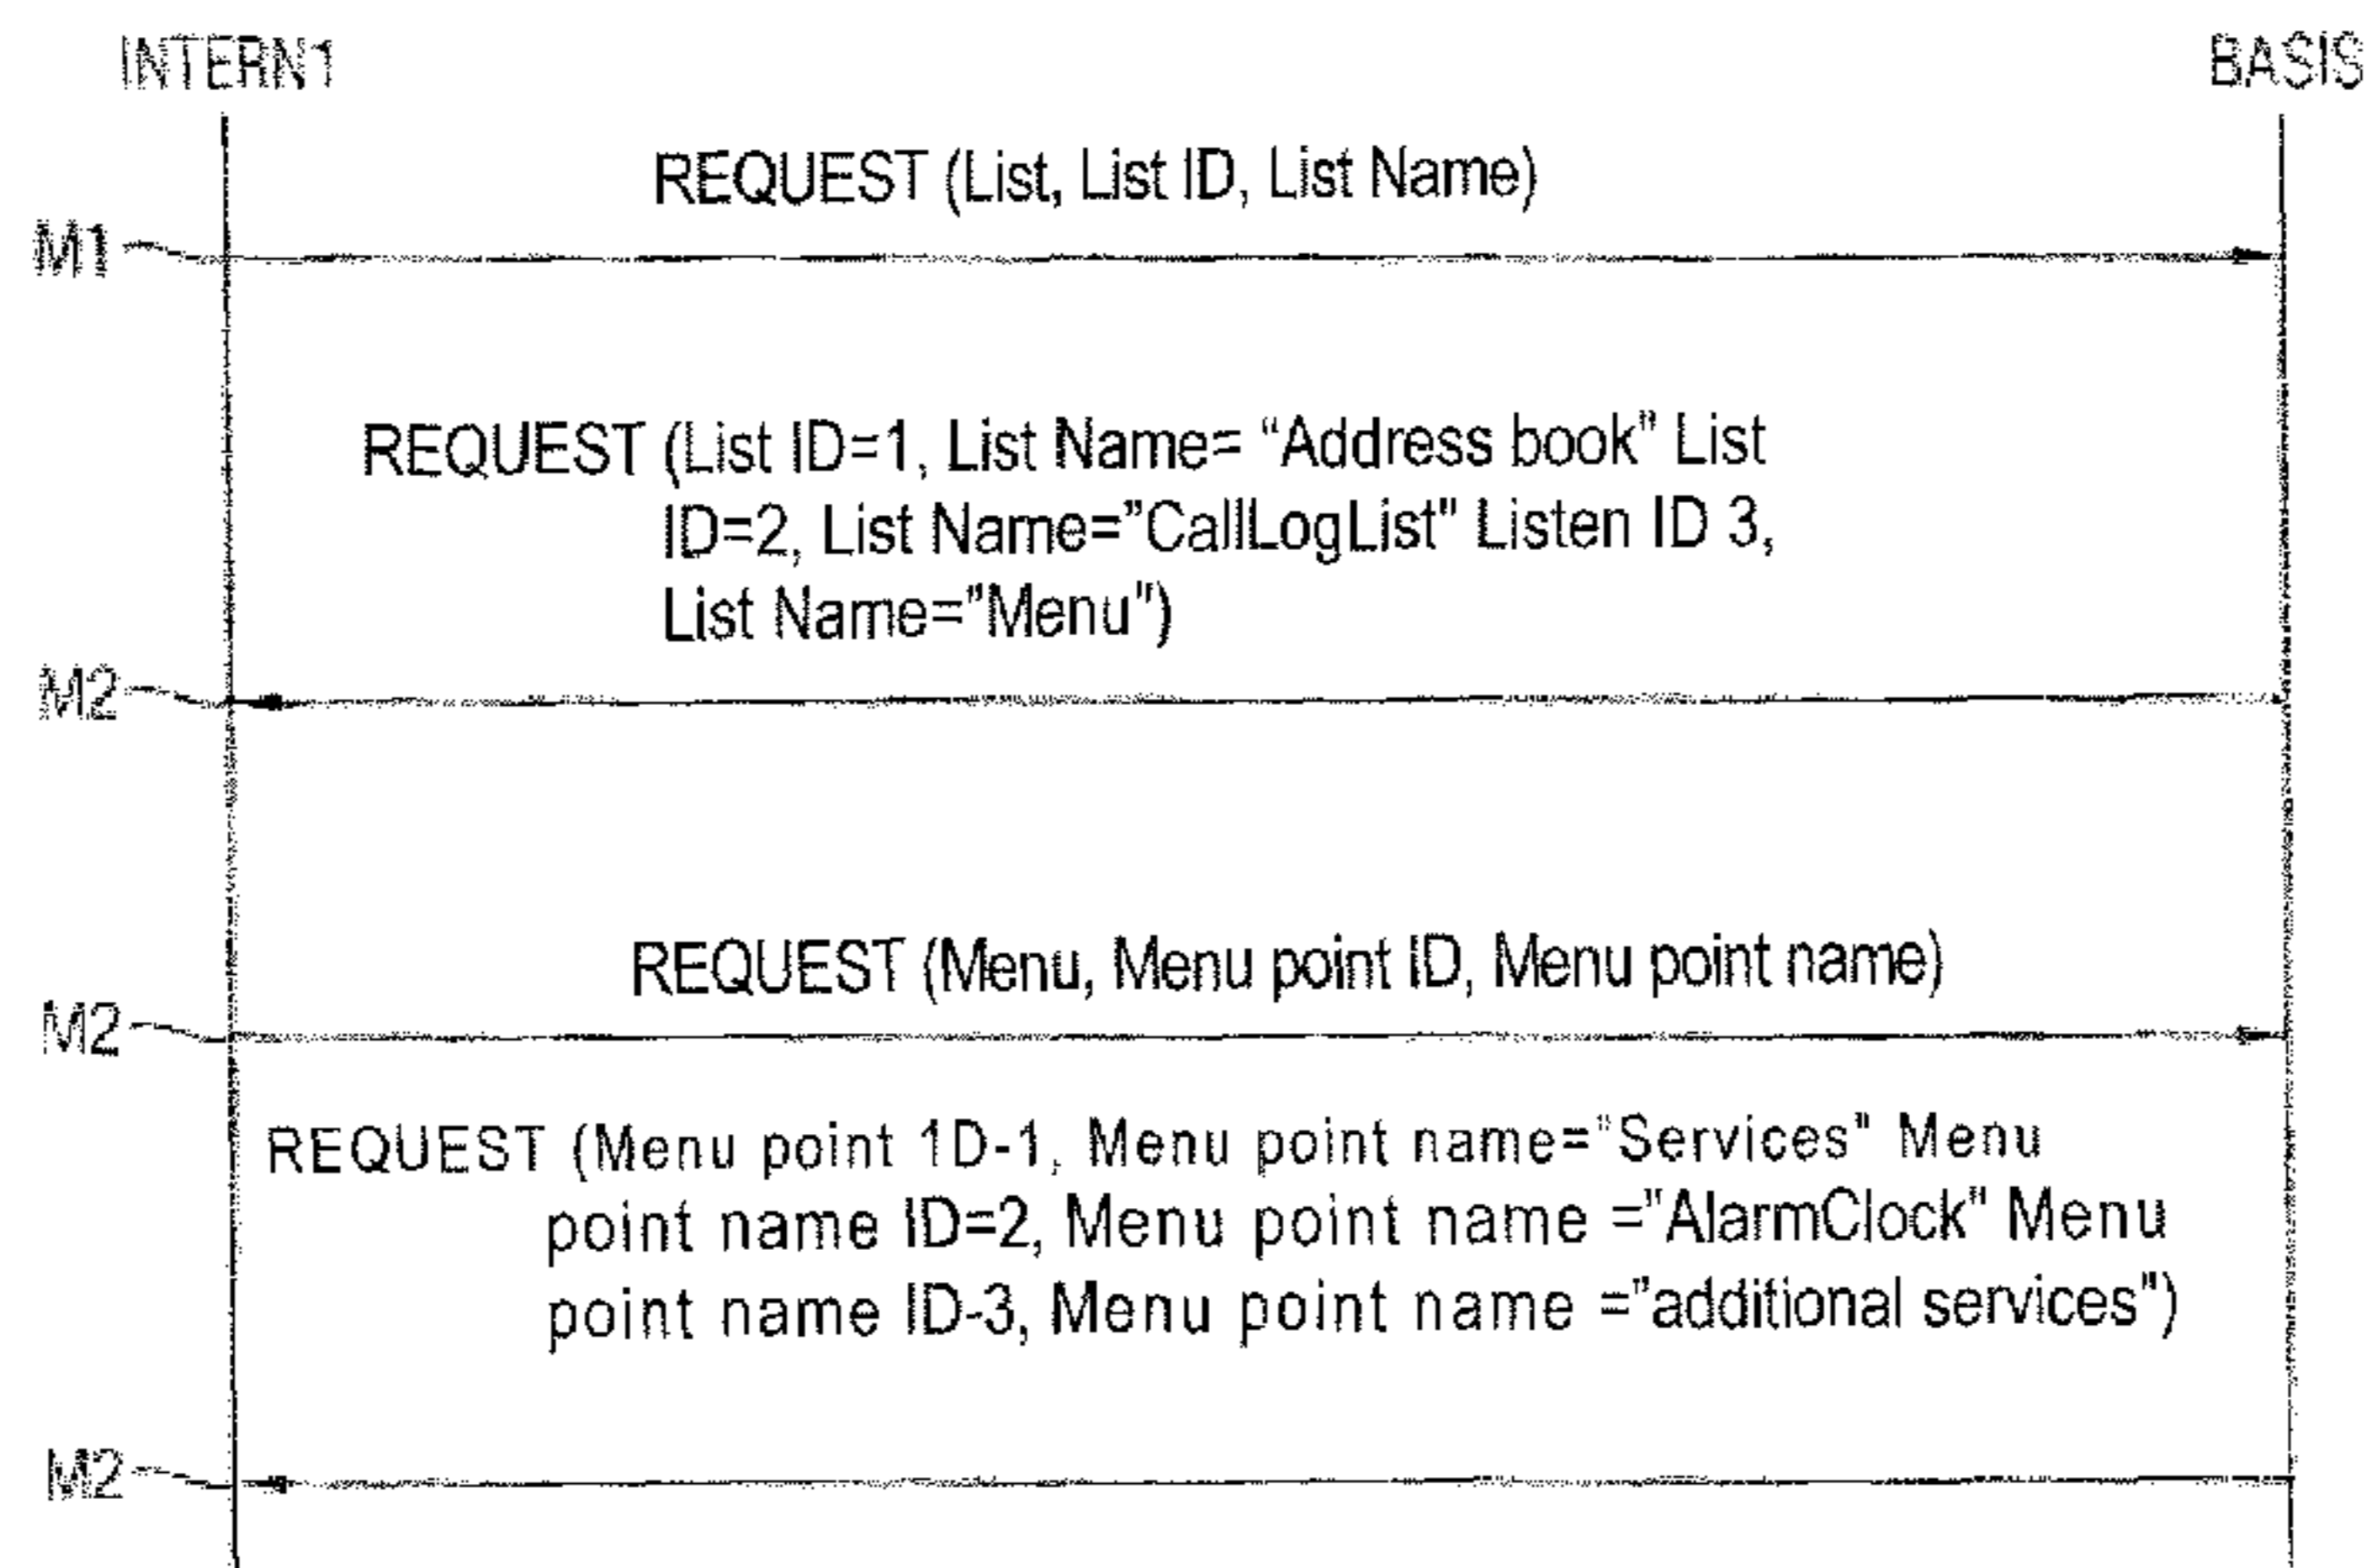 INTERN1
BASIS
REQUEST (List, List ID, List Name)
M1
REQUEST (List ID=1, List Name= “Address book" List
ID=2, List Name=”CallLogList" Listen ID 3,
List Name="Menu")
M2
REQUEST (Menu, Menu point ID, Menu point name)
M2
REQUEST (Menu point 1D-1, Menu point name="Services" Menu
point name ID=2, Menu point name =”AlarmClock" Menu
point name ID-3, Menu point name =”additional services")
M2